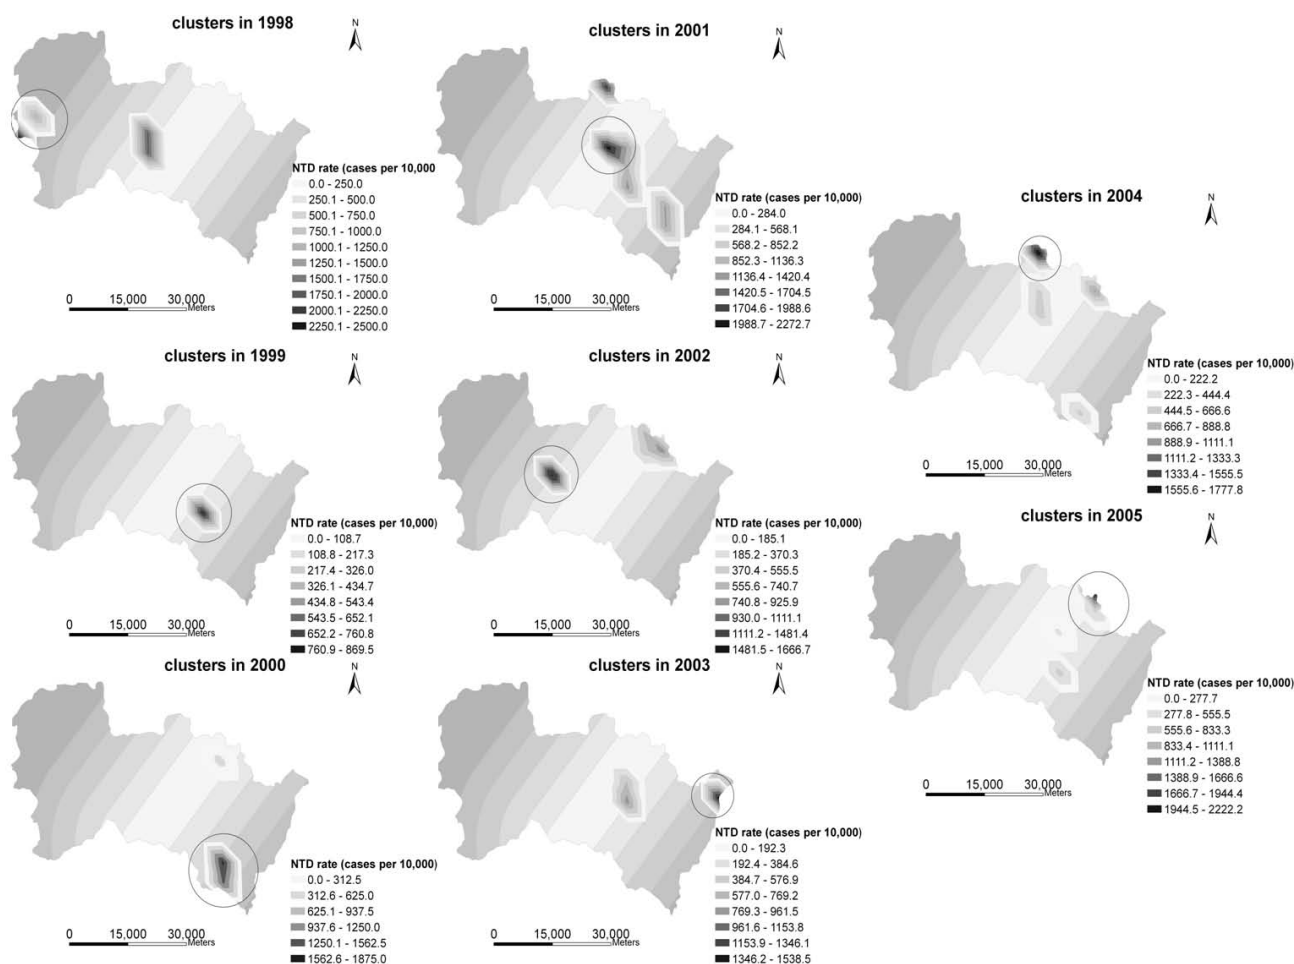 clusters in 1998
N
NTD rate (cases per 10,000
0.0 - 250.0
250.1 - 500.0
500.1 - 750.0
750.1 - 1000.0
1000.1 - 1250.0
1250.1 - 1500.0
1500.1 - 1750.0
1750.1 - 2000.0
2000.1 - 2250.0
2250.1 - 2500.0
0 15,000 30,000
Meters
clusters in 1999
N
NTD rate (cases per 10,000)
0.0 - 108.7
108.8 - 217.3
217.4 - 326.0
326.1 - 434.7
434.8 - 543.4
543.5 - 652.1
652.2 - 760.8
760.9 - 869.5
0 15,000 30,000
Meters
clusters in 2000
N
NTD rate (cases per 10,000)
0.0 - 312.5
312.6 - 625.0
625.1 - 937.5
937.6 - 1250.0
1250.1 - 1562.5
1562.6 - 1875.0
0 15,000 30,000
Meters
clusters in 2001
N
NTD rate (cases per 10,000)
0.0 - 284.0
284.1 - 568.1
568.2 - 852.2
852.3 - 1136.3
1136.4 - 1420.4
1420.5 - 1704.5
1704.6 - 1988.6
1988.7 - 2272.7
0 15,000 30,000
Meters
clusters in 2002
N
NTD rate (cases per 10,000)
0.0 - 185.1
185.2 - 370.3
370.4 - 555.5
555.6 - 740.7
740.8 - 925.9
930.0 - 1111.1
1111.2 - 1481.4
1481.5 - 1666.7
0 15,000 30,000
Meters
clusters in 2003
N
NTD rate (cases per 10,000)
0.0 - 192.3
192.4 - 384.6
384.7 - 576.9
577.0 - 769.2
769.3 - 961.5
961.6 - 1153.8
1153.9 - 1346.1
1346.2 - 1538.5
0 15,000 30,000
Meters
clusters in 2004
N
NTD rate (cases per 10,000)
0.0 - 222.2
222.3 - 444.4
444.5 - 666.6
666.7 - 888.8
888.9 - 1111.1
1111.2 - 1333.3
1333.4 - 1555.5
1555.6 - 1777.8
0 15,000 30,000
Meters
clusters in 2005
N
NTD rate (cases per 10,000)
0.0 - 277.7
277.8 - 555.5
555.6 - 833.3
833.4 - 1111.1
1111.2 - 1388.8
1388.9 - 1666.6
1666.7 - 1944.4
1944.5 - 2222.2
0 15,000 30,000
Meters